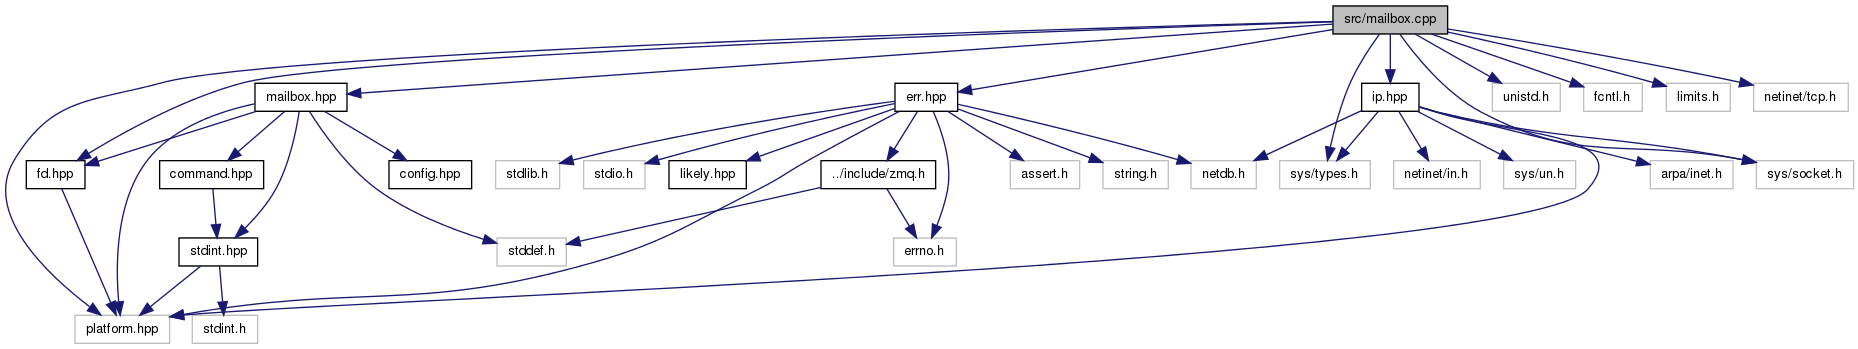 src/mailbox.cpp
mailbox.hpp
err.hpp
ip.hpp
unistd.h
fcntl.h
limits.h
netinet/tcp.h
fd.hpp
command.hpp
config.hpp
stdlib.h
stdio.h
likely.hpp
../include/zmq.h
assert.h
string.h
netdb.h
sys/types.h
netinet/in.h
sys/un.h
arpa/inet.h
sys/socket.h
stdint.hpp
stddef.h
errno.h
platform.hpp
stdint.h